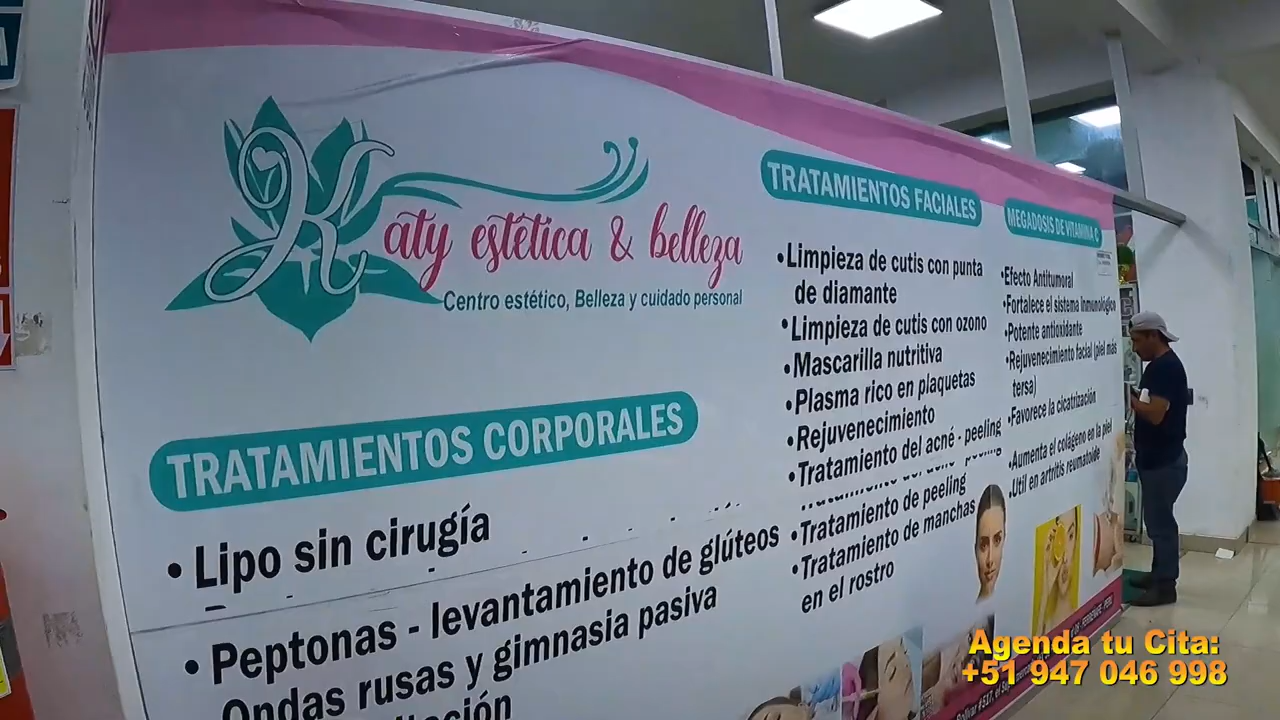 Katy estética & belleza
Centro estético, Belleza y cuidado personal
TRATAMIENTOS CORPORALES
• Lipo sin cirugía
• Peptonas - levantamiento de glúteos
Ondas rusas y gimnasia pasiva
TRATAMIENTOS FACIALES
• Limpieza de cutis con punta
de diamante
• Limpieza de cutis con ozono
• Mascarilla nutritiva
• Plasma rico en plaquetas
• Rejuvenecimiento
• Tratamiento del acné - peeling
• Tratamiento de peeling
• Tratamiento de manchas
en el rostro
MEGADOSIS DE VITAMINA C
•Efecto Antitumoral
•Fortalece el sistema Inmunológico
•Potente antioxidante
•Rejuvenecimiento facial (piel más
tersa)
•Favorece la cicatrización
•Aumenta el colágeno en la piel
•Util en artritis reumatoide
Bolívar #517
Agenda tu Cita:
+51 947 046 998